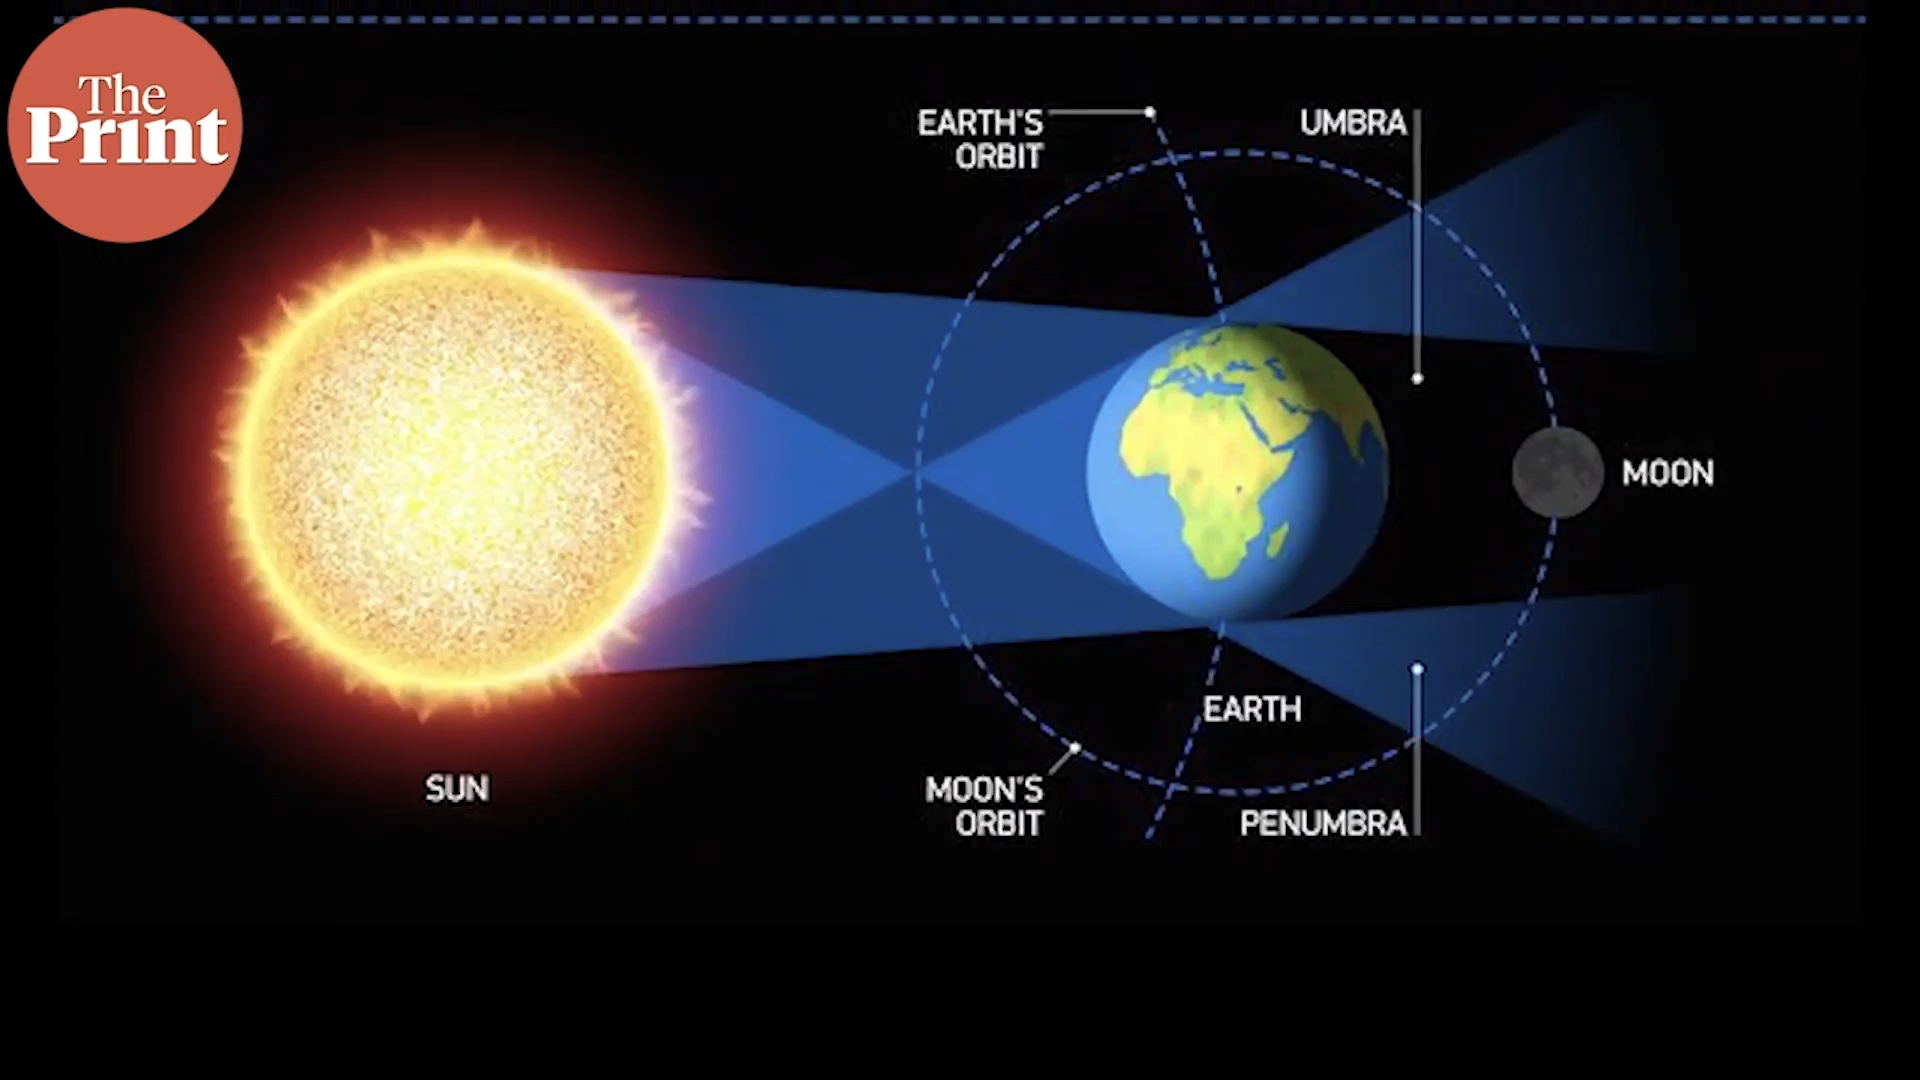 The
Print
EARTH'S
ORBIT
UMBRA
MOON
EARTH
SUN
MOON'S
ORBIT
PENUMBRA